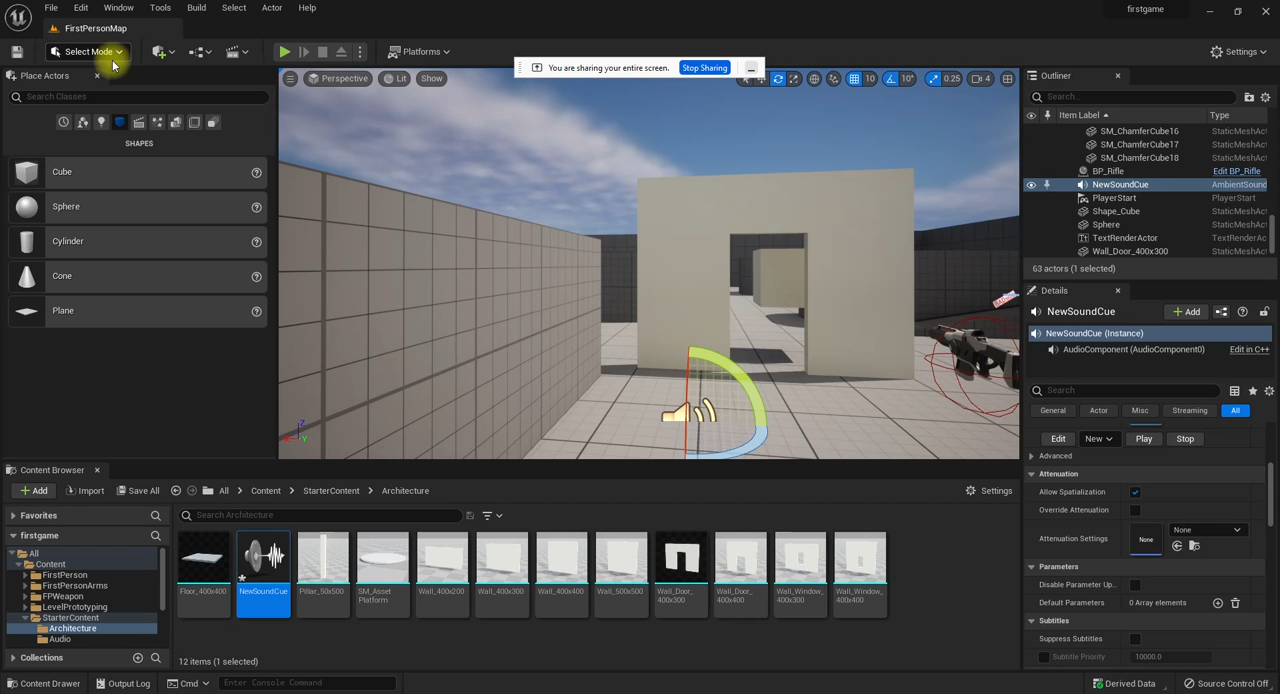 File Edit Window Tools Build Select Actor Help
firstgame
FirstPersonMap
Select Mode
Platforms
Settings
You are sharing your entire screen. Stop Sharing
Place Actors
Search Classes
SHAPES
Cube
Sphere
Cylinder
Cone
Plane
Perspective Lit Show
10 10° 0.25 4
Outliner
Search...
Item Label Type
SM_ChamferCube16 StaticMeshAct
SM_ChamferCube17 StaticMeshAct
SM_ChamferCube18 StaticMeshAct
BP_Rifle Edit BP_Rifle
NewSoundCue AmbientSound
PlayerStart PlayerStart
Shape_Cube StaticMeshAct
Sphere StaticMeshAct
TextRenderActor TextRenderAc
Wall_Door_400x300 StaticMeshAct
63 actors (1 selected)
Details
NewSoundCue Add
NewSoundCue (Instance)
AudioComponent (AudioComponent0) Edit in C++
Search
General Actor Misc Streaming All
Edit New Play Stop
Advanced
Attenuation
Allow Spatialization
Override Attenuation
Attenuation Settings None None
Parameters
Disable Parameter Up...
Default Parameters 0 Array elements
Subtitles
Suppress Subtitles
Subtitle Priority 10000.0
Content Browser
Add Import Save All All Content StarterContent Architecture Settings
Favorites
Search Architecture
firstgame
All
Content
FirstPerson
FirstPersonArms
FPWeapon
LevelPrototyping
StarterContent
Architecture
Audio
Collections
Floor_400x400
NewSoundCue
Pillar_50x500
SM_Asset
Platform
Wall_400x200
Wall_400x300
Wall_400x400
Wall_500x500
Wall_Door_
400x300
Wall_Door_
400x400
Wall_Window_
400x300
Wall_Window_
400x400
12 items (1 selected)
Content Drawer Output Log Cmd Enter Console Command
Derived Data Source Control Off